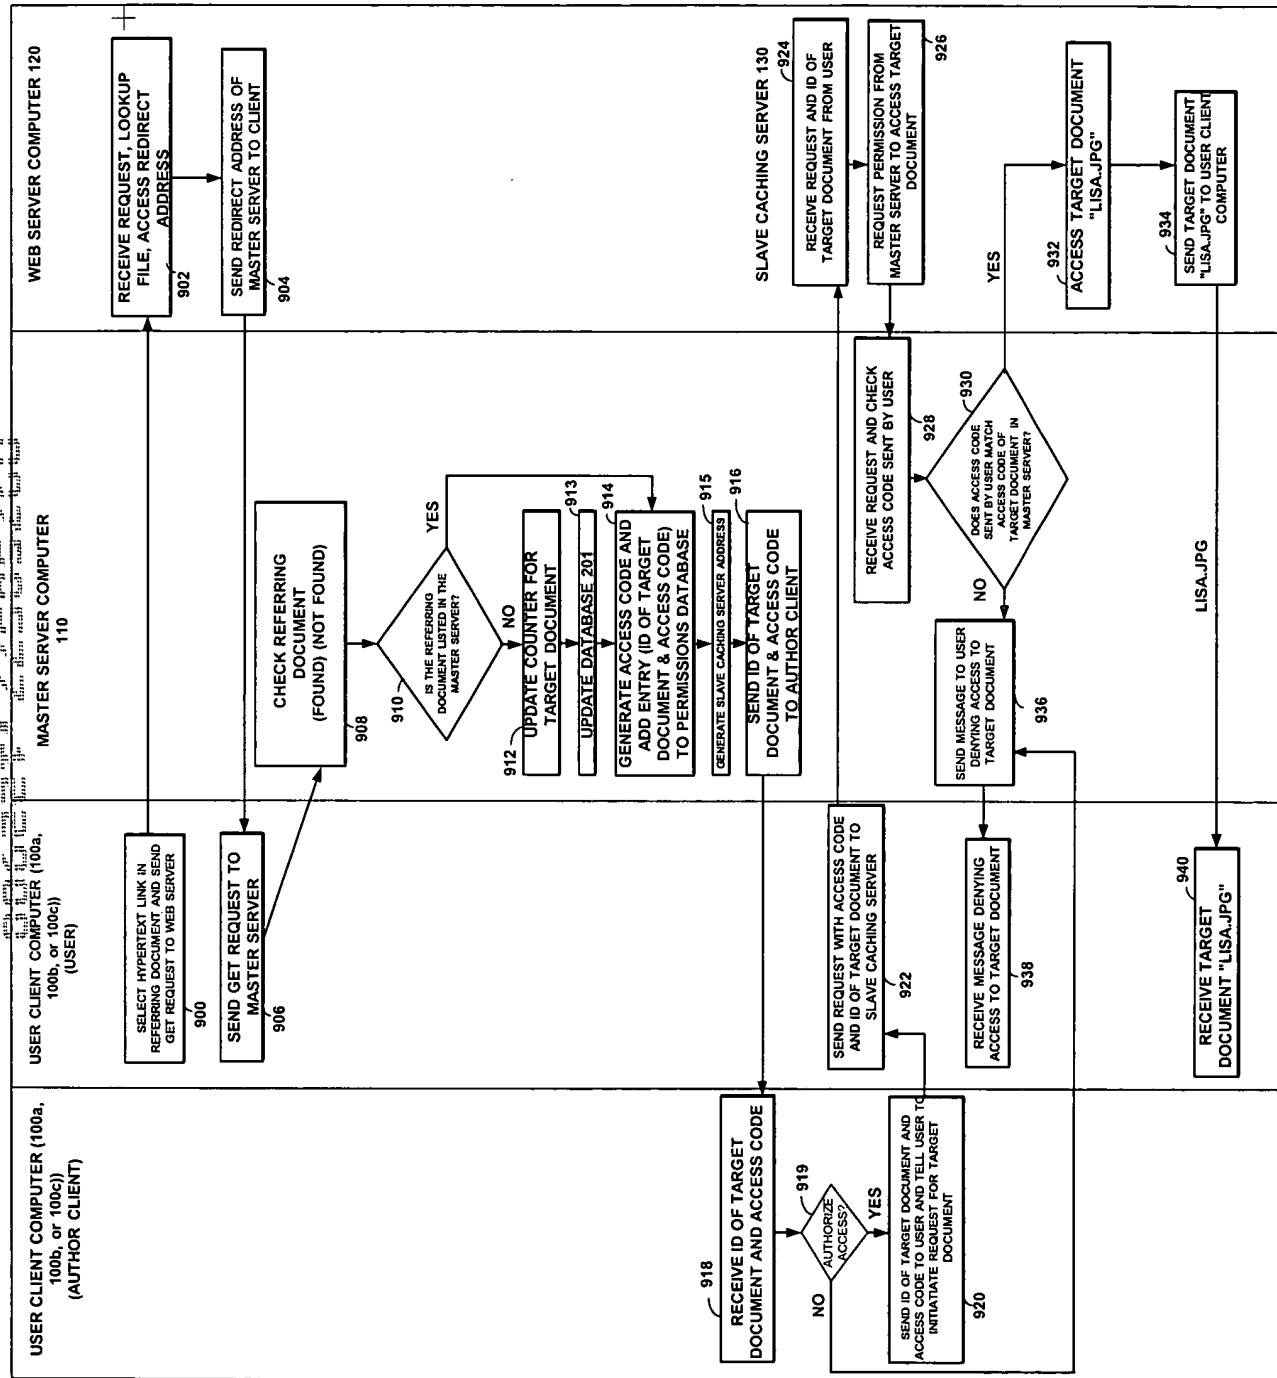 USER CLIENT COMPUTER (100a,
100b, or 100c))
(AUTHOR CLIENT)
USER CLIENT COMPUTER (100a,
100b, or 100c))
(USER)
MASTER SERVER COMPUTER
110
WEB SERVER COMPUTER 120
SELECT HYPERTEXT LINK IN
REFERRING DOCUMENT AND SEND
GET REQUEST TO WEB SERVER
900
RECEIVE REQUEST, LOOKUP
FILE, ACCESS REDIRECT
ADDRESS
902
SEND REDIRECT ADDRESS OF
MASTER SERVER TO CLIENT
904
SEND GET REQUEST TO
MASTER SERVER
906
CHECK REFERRING
DOCUMENT
(FOUND) (NOT FOUND)
908
910
IS THE REFERRING
DOCUMENT LISTED IN THE
MASTER SERVER?
YES
NO
912
UPDATE COUNTER FOR
TARGET DOCUMENT
913
UPDATE DATABASE 201
914
GENERATE ACCESS CODE AND
ADD ENTRY (ID OF TARGET
DOCUMENT & ACCESS CODE)
TO PERMISSIONS DATABASE
915
GENERATE SLAVE CACHING SERVER ADDRESS
916
SEND ID OF TARGET
DOCUMENT & ACCESS CODE
TO AUTHOR CLIENT
918
RECEIVE ID OF TARGET
DOCUMENT AND ACCESS CODE
919
AUTHORIZE
ACCESS?
NO
YES
SEND ID OF TARGET DOCUMENT AND
ACCESS CODE TO USER AND TELL USER TO
INITIATIATE REQUEST FOR TARGET
DOCUMENT
920
SEND REQUEST WITH ACCESS CODE
AND ID OF TARGET DOCUMENT TO
SLAVE CACHING SERVER
922
SLAVE CACHING SERVER 130
924
RECEIVE REQUEST AND ID OF
TARGET DOCUMENT FROM USER
REQUEST PERMISSION FROM
MASTER SERVER TO ACCESS TARGET
DOCUMENT
926
RECEIVE REQUEST AND CHECK
ACCESS CODE SENT BY USER
928
930
DOES ACCESS CODE
SENT BY USER MATCH
ACCESS CODE OF
TARGET DOCUMENT IN
MASTER SERVER?
YES
NO
932
ACCESS TARGET DOCUMENT
"LISA.JPG"
934
SEND TARGET DOCUMENT
"LISA.JPG" TO USER CLIENT
COMPUTER
SEND MESSAGE TO USER
DENYING ACCESS TO
TARGET DOCUMENT
936
RECEIVE MESSAGE DENYING
ACCESS TO TARGET DOCUMENT
938
LISA.JPG
940
RECEIVE TARGET
DOCUMENT "LISA.JPG"